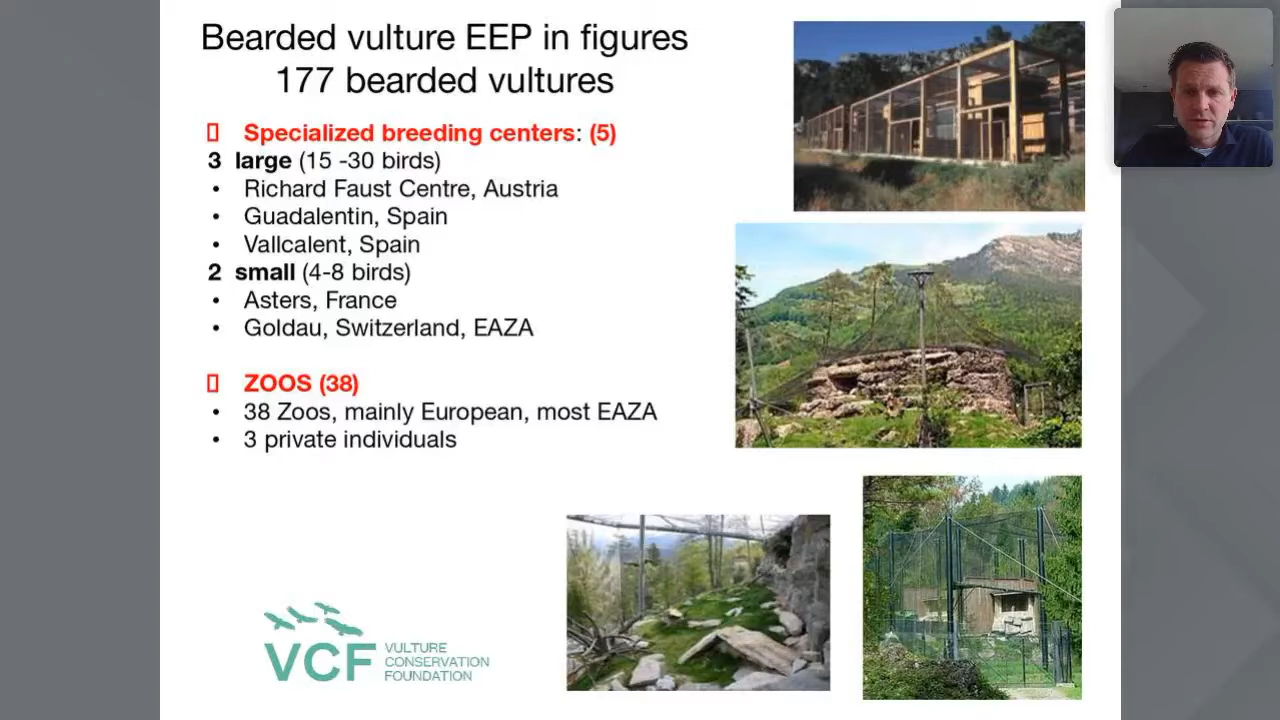 Bearded vulture EEP in figures
177 bearded vultures
Specialized breeding centers: (5)
3 large (15 -30 birds)
• Richard Faust Centre, Austria
• Guadalentin, Spain
• Vallcalent, Spain
2 small (4-8 birds)
• Asters, France
• Goldau, Switzerland, EAZA
ZOOS (38)
• 38 Zoos, mainly European, most EAZA
• 3 private individuals
VCF VULTURE
CONSERVATION
FOUNDATION